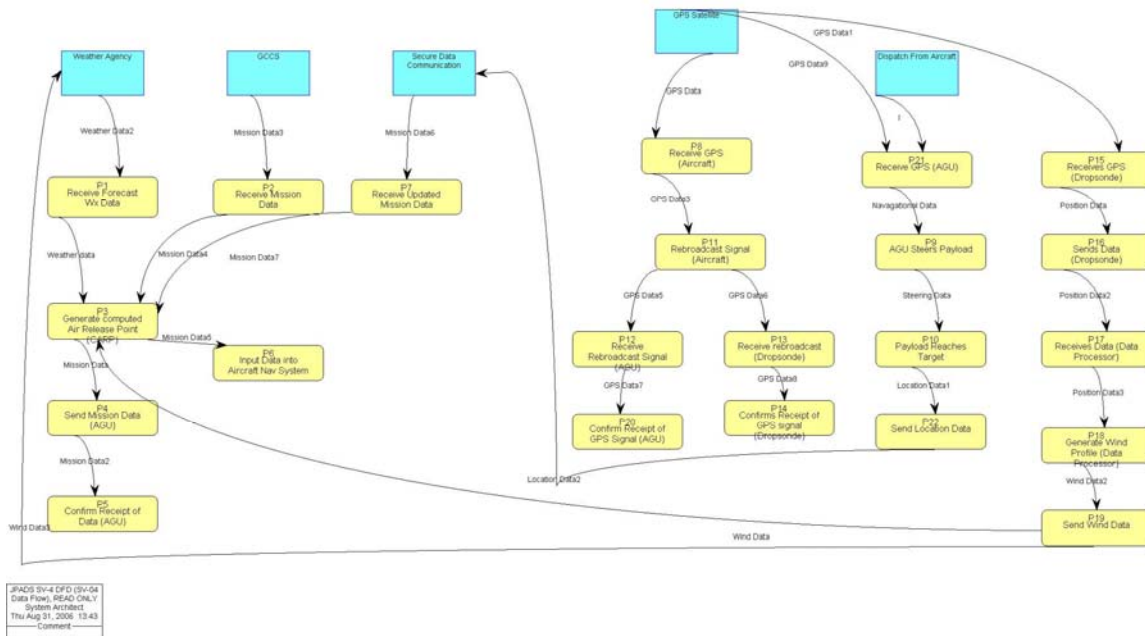 GPS Satellite
GPS Data1
Weather Agency
GCCS
Secure Data
Communication
Dispatch From Aircraft
GPS Data9
GPS Data
Weather Data2
Mission Data3
Mission Data6
I
P8
Receive GPS
(Aircraft)
P21
Receive GPS (AGU)
P15
Receives GPS
(Dropsonde)
P1
Receive Forecast
Wx Data
P2
Receive Mission
Data
P7
Receive Updated
Mission Data
GPS Data3
Navagational Data
Position Data
P11
Rebroadcast Signal
(Aircraft)
P9
AGU Steers Payload
P16
Sends Data
(Dropsonde)
Weather data
Mission Data4
Mission Data7
GPS Data5
GPS Data6
Steering Data
Position Data2
P3
Generate computed
Air Release Point
(CARP)
Mission Data5
P6
Input Data into
Aircraft Nav System
P12
Receive
Rebroadcast Signal
(AGU)
P13
Receive rebroadcast
(Dropsonde)
P10
Payload Reaches
Target
P17
Receives Data (Data
Processor)
Mission Data
GPS Data7
GPS Data8
Location Data1
Position Data3
P4
Send Mission Data
(AGU)
P20
Confirm Receipt of
GPS Signal (AGU)
P14
Confirms Receipt of
GPS signal
(Dropsonde)
P22
Send Location Data
P18
Generate Wind
Profile (Data
Processor)
Mission Data2
Location Data2
Wind Data2
P5
Confirm Receipt of
Data (AGU)
P19
Send Wind Data
Wind Data3
Wind Data
JPADS SV-4 DFD (SV-04
Data Flow), READ ONLY
System Architect
Thu Aug 31, 2006 13:43
Comment